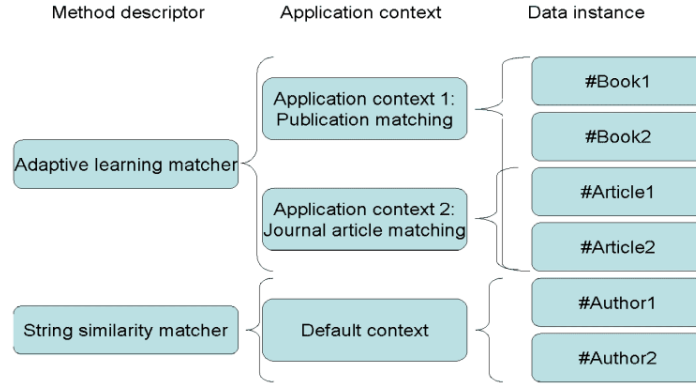 Method descriptor
Application context
Data instance
Adaptive learning matcher
Application context 1:
Publication matching
Application context 2:
Journal article matching
#Book1
#Book2
#Article1
#Article2
String similarity matcher
Default context
#Author1
#Author2